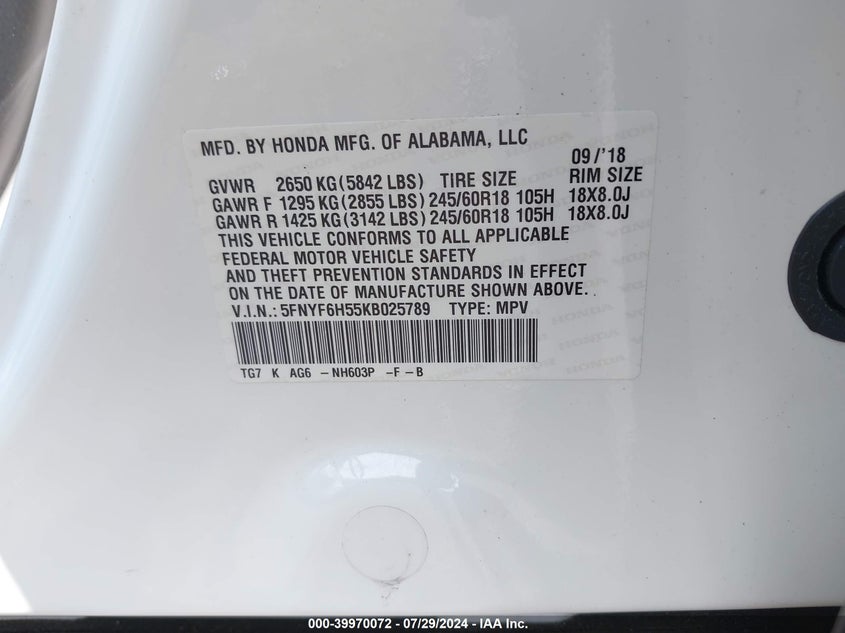 MFD. BY HONDA MFG. OF ALABAMA, LLC
09/'18
GVWR 2650 KG(5842 LBS) TIRE SIZE RIM SIZE
GAWR F 1295 KG(2855 LBS) 245/60R18 105H 18X8.0J
GAWR R 1425 KG(3142 LBS) 245/60R18 105H 18X8.0J
THIS VEHICLE CONFORMS TO ALL APPLICABLE
FEDERAL MOTOR VEHICLE SAFETY
AND THEFT PREVENTION STANDARDS IN EFFECT
ON THE DATE OF MANUFACTURE SHOWN ABOVE.
V.I.N.: 5FNYF6H55KB025789 TYPE: MPV
TG7 K AG6 -NH603P -F-B
000-39970072 - 07/29/2024 - IAA Inc.